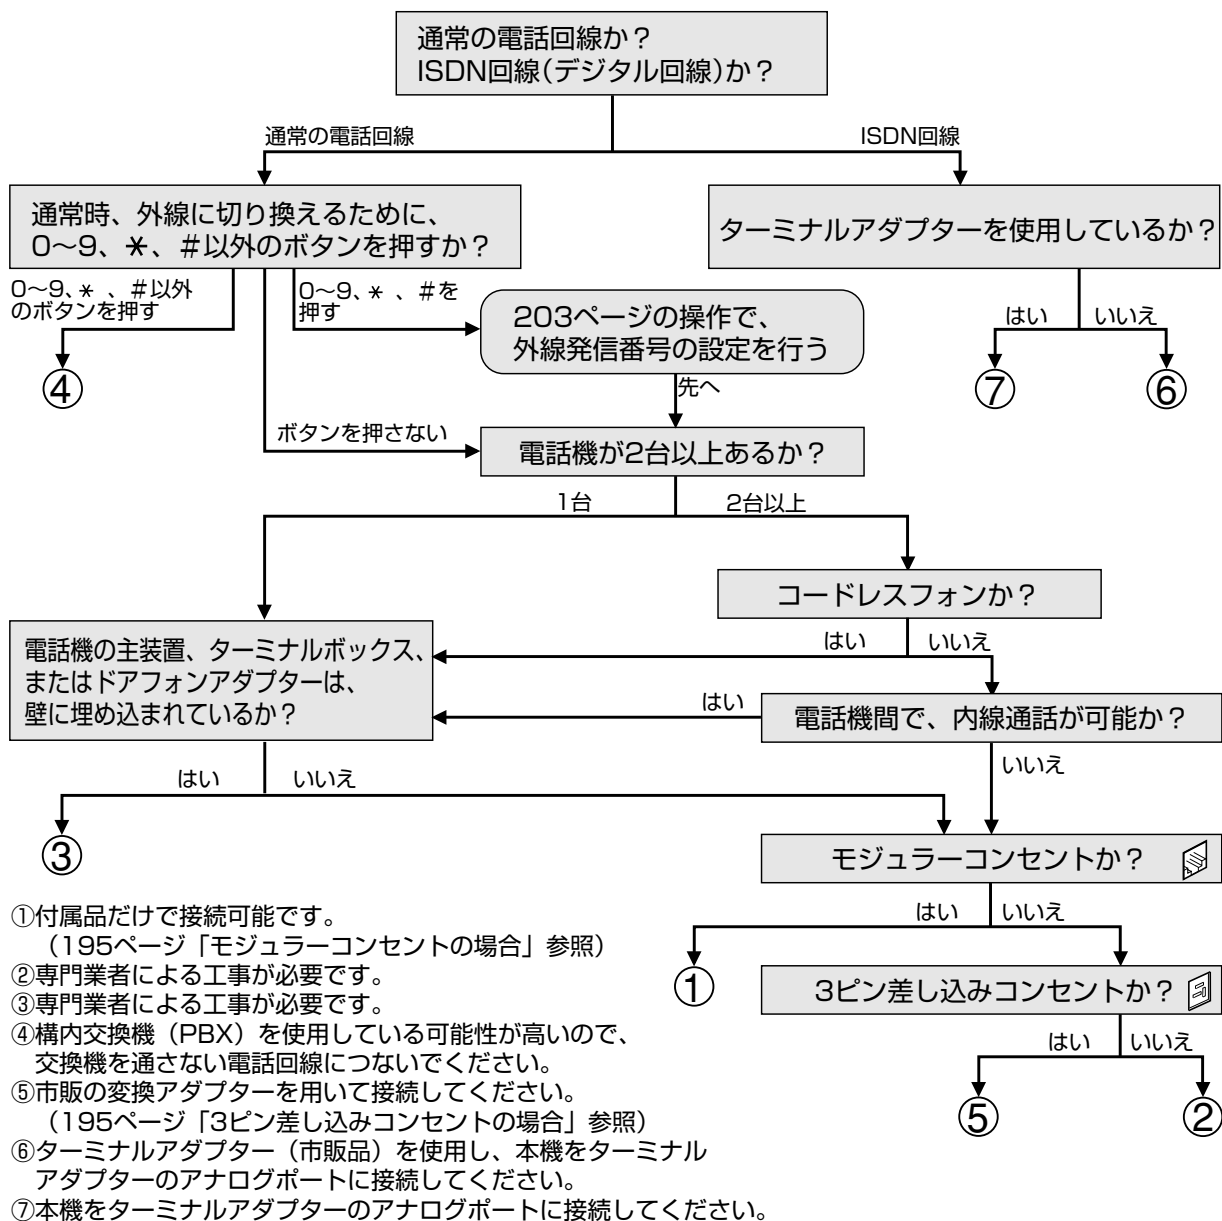 通常の電話回線か？
ISDN回線（デジタル回線）か？
通常の電話回線
ISDN回線
通常時、外線に切り換えるために、
0〜9、＊、＃以外のボタンを押すか？
ターミナルアダプターを使用しているか？
0〜9、＊、＃以外
のボタンを押す
0〜9、＊、＃を
押す
203ページの操作で、
外線発信番号の設定を行う
はい
いいえ
④
⑦
⑥
先へ
ボタンを押さない
電話機が2台以上あるか？
1台
2台以上
コードレスフォンか？
はい
いいえ
電話機の主装置、ターミナルボックス、
またはドアフォンアダプターは、
壁に埋め込まれているか？
はい
電話機間で、内線通話が可能か？
はい
いいえ
いいえ
③
モジュラーコンセントか？
はい
いいえ
①
3ピン差し込みコンセントか？
はい
いいえ
⑤
②
①付属品だけで接続可能です。
（195ページ「モジュラーコンセントの場合」参照）
②専門業者による工事が必要です。
③専門業者による工事が必要です。
④構内交換機（PBX）を使用している可能性が高いので、
交換機を通さない電話回線につないでください。
⑤市販の変換アダプターを用いて接続してください。
（195ページ「3ピン差し込みコンセントの場合」参照）
⑥ターミナルアダプター（市販品）を使用し、本機をターミナル
アダプターのアナログポートに接続してください。
⑦本機をターミナルアダプターのアナログポートに接続してください。